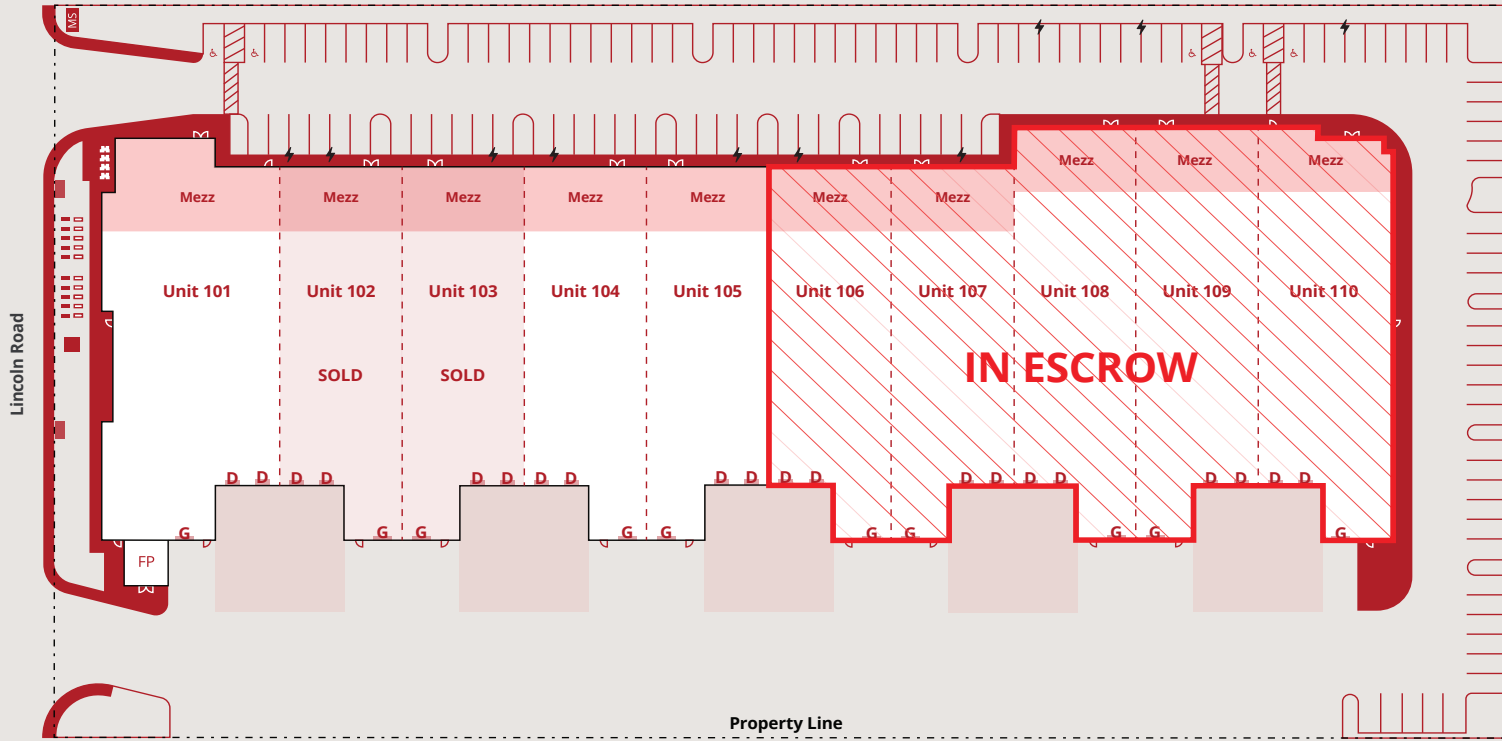 MS
Mezz
Mezz
Mezz
Mezz
Mezz
Mezz
Mezz
Mezz
Mezz
Mezz
Unit 101
Unit 102
Unit 103
Unit 104
Unit 105
Unit 106
Unit 107
Unit 108
Unit 109
Unit 110
Lincoln Road
SOLD
SOLD
IN ESCROW
D D D D
D D D D
D D D D
D D D D
D D D D
G
G G
G G
G G
G G
G
FP
Property Line